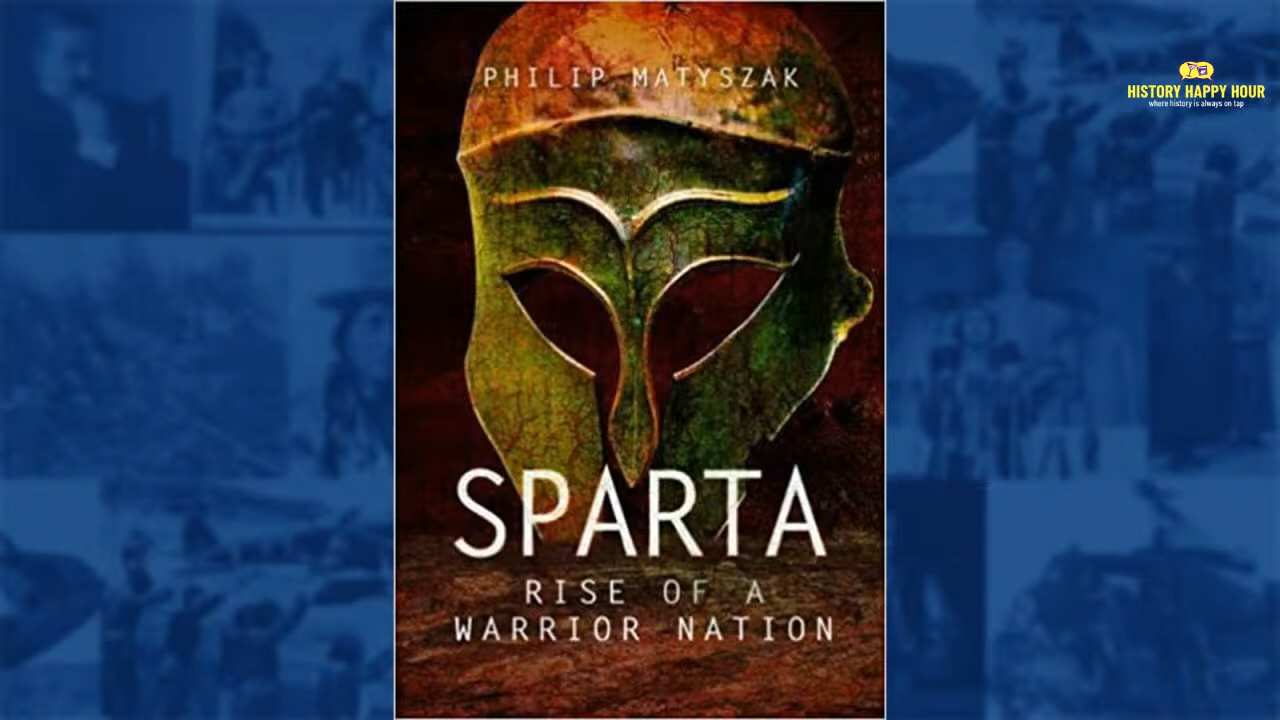 PHILIP MATYSZAK
SPARTA
RISE OF A
WARRIOR NATION
HISTORY HAPPY HOUR
where history is always on tap